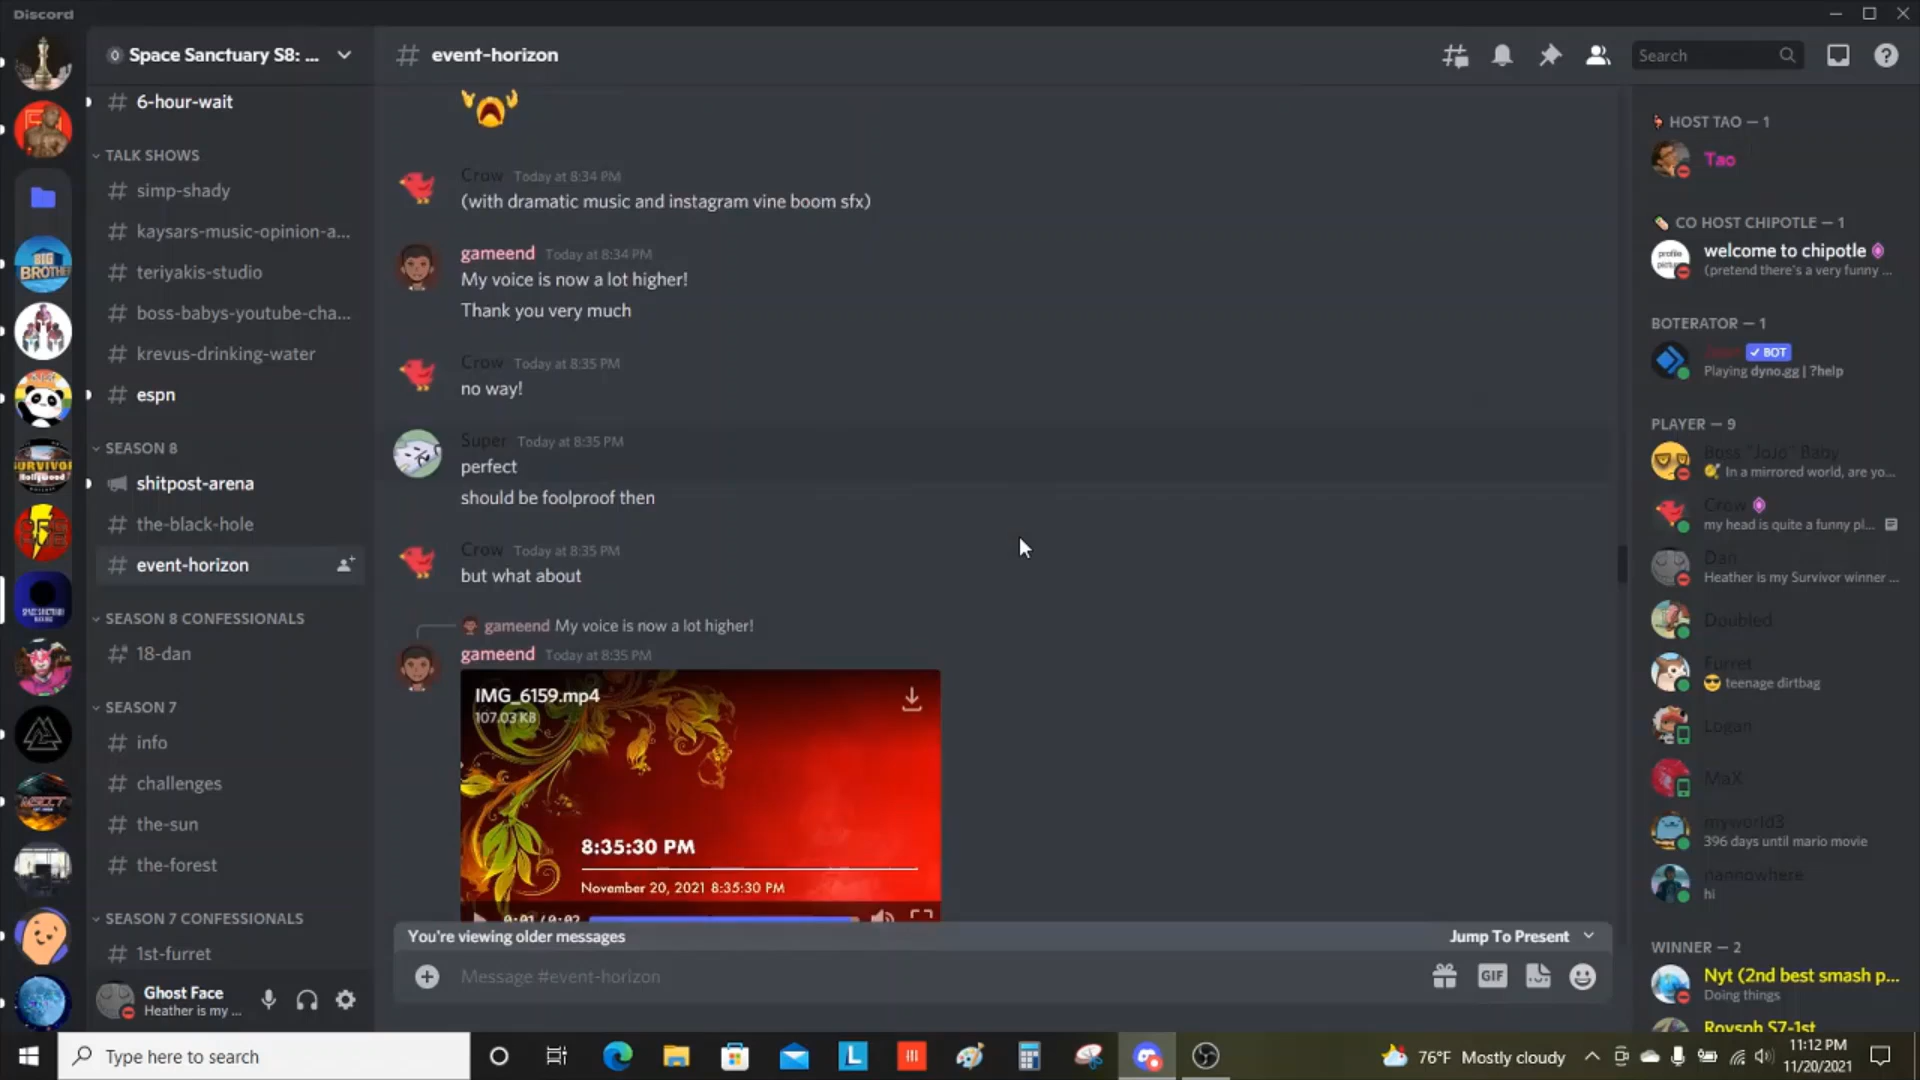 Discord
Space Sanctuary S8: ...
event-horizon
Search
6-hour-wait
TALK SHOWS
simp-shady
kaysars-music-opinion-a...
teriyakis-studio
boss-babys-youtube-cha...
krevus-drinking-water
espn
SEASON 8
shitpost-arena
the-black-hole
event-horizon
SEASON 8 CONFESSIONALS
18-dan
SEASON 7
info
challenges
the-sun
the-forest
SEASON 7 CONFESSIONALS
1st-furret
Ghost Face
Heather is my ...
Crow Today at 8:34 PM
(with dramatic music and instagram vine boom sfx)
gameend Today at 8:34 PM
My voice is now a lot higher!
Thank you very much
Crow Today at 8:35 PM
no way!
Super Today at 8:35 PM
perfect
should be foolproof then
Crow Today at 8:35 PM
but what about
gameend My voice is now a lot higher!
gameend Today at 8:35 PM
IMG_6159.mp4
107.03 KB
8:35:30 PM
November 20, 2021 8:35:30 PM
0:01 / 0:02
You're viewing older messages
Jump To Present
Message #event-horizon
GIF
HOST TAO — 1
Tao
CO HOST CHIPOTLE — 1
welcome to chipotle
(pretend there's a very funny ...
BOTERATOR — 1
BOT
Playing dyno.gg | ?help
PLAYER — 9
Boss "JoJo" Baby
In a mirrored world, are yo...
Crow
my head is quite a funny pl...
Dan
Heather is my Survivor winner ...
Doubled
Furret
teenage dirtbag
Logan
MaX
myworld3
396 days until mario movie
nannowhere
hi
WINNER — 2
Nyt (2nd best smash p...
Doing things
Roysph S7-1st
BIG BROTHER
SURVIVOR
Type here to search
76°F Mostly cloudy
11:12 PM
11/20/2021